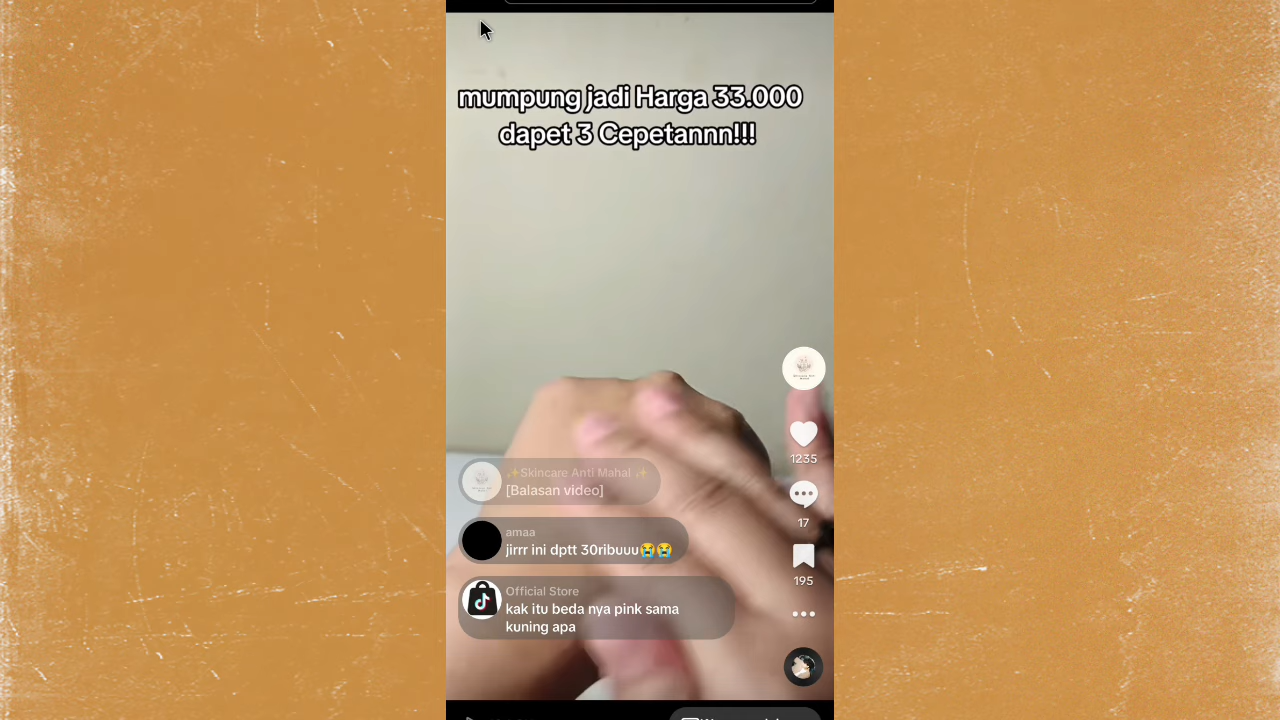 mumpung jadi Harga 33.000
dapet 3 Cepetannn!!!
✨Skincare Anti Mahal ✨
[Balasan video]
amaa
jirrr ini dptt 30ribuuu😭😭
Official Store
kak itu beda nya pink sama
kuning apa
1235
17
195